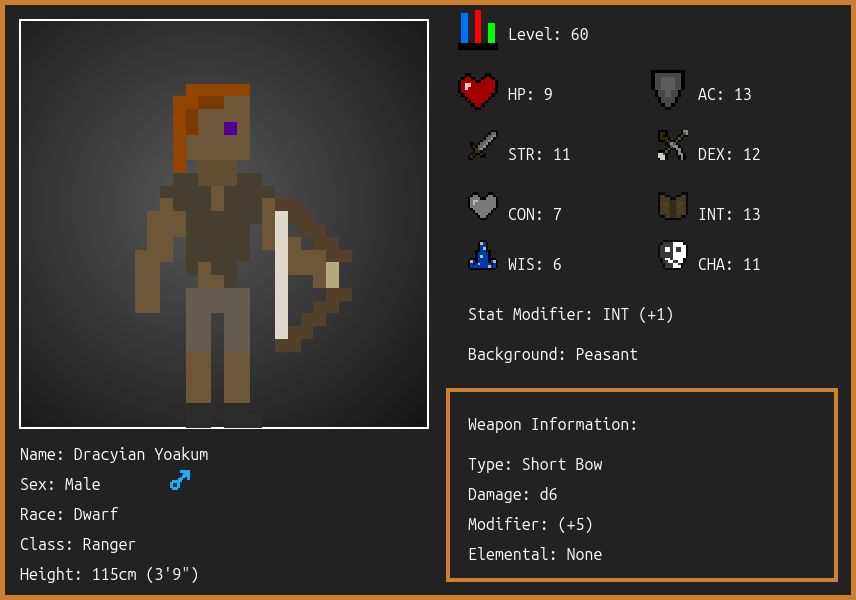 Level: 60
HP: 9
AC: 13
STR: 11
DEX: 12
CON: 7
INT: 13
WIS: 6
CHA: 11
Stat Modifier: INT (+1)
Background: Peasant
Weapon Information:
Type: Short Bow
Damage: d6
Modifier: (+5)
Elemental: None
Name: Dracyian Yoakum
Sex: Male
Race: Dwarf
Class: Ranger
Height: 115cm (3'9")